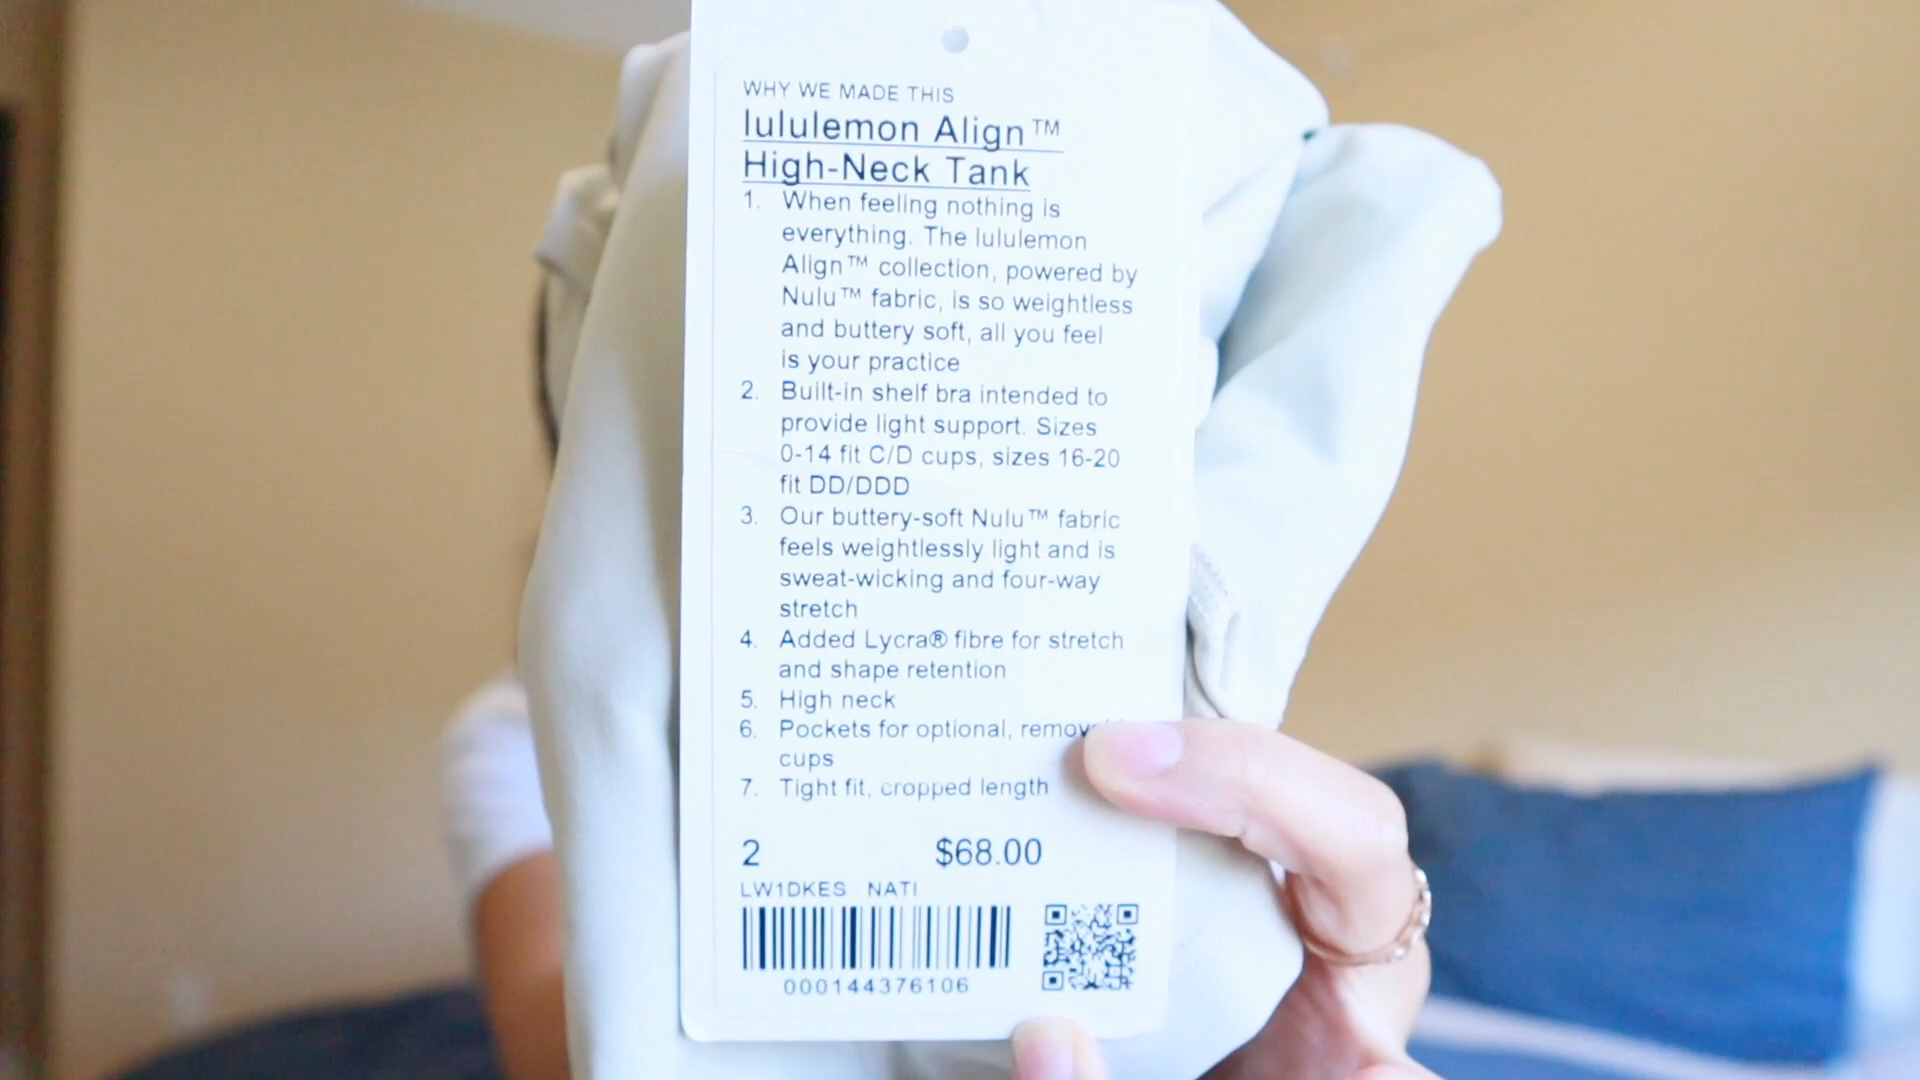 WHY WE MADE THIS
lululemon Align™
High-Neck Tank
1. When feeling nothing is
everything. The lululemon
Align™ collection, powered by
Nulu™ fabric, is so weightless
and buttery soft, all you feel
is your practice
2. Built-in shelf bra intended to
provide light support. Sizes
0-14 fit C/D cups, sizes 16-20
fit DD/DDD
3. Our buttery-soft Nulu™ fabric
feels weightlessly light and is
sweat-wicking and four-way
stretch
4. Added Lycra® fibre for stretch
and shape retention
5. High neck
6. Pockets for optional,
cups
7. Tight fit, cropped length
2 $68.00
LW1DKES NATI
000144376106